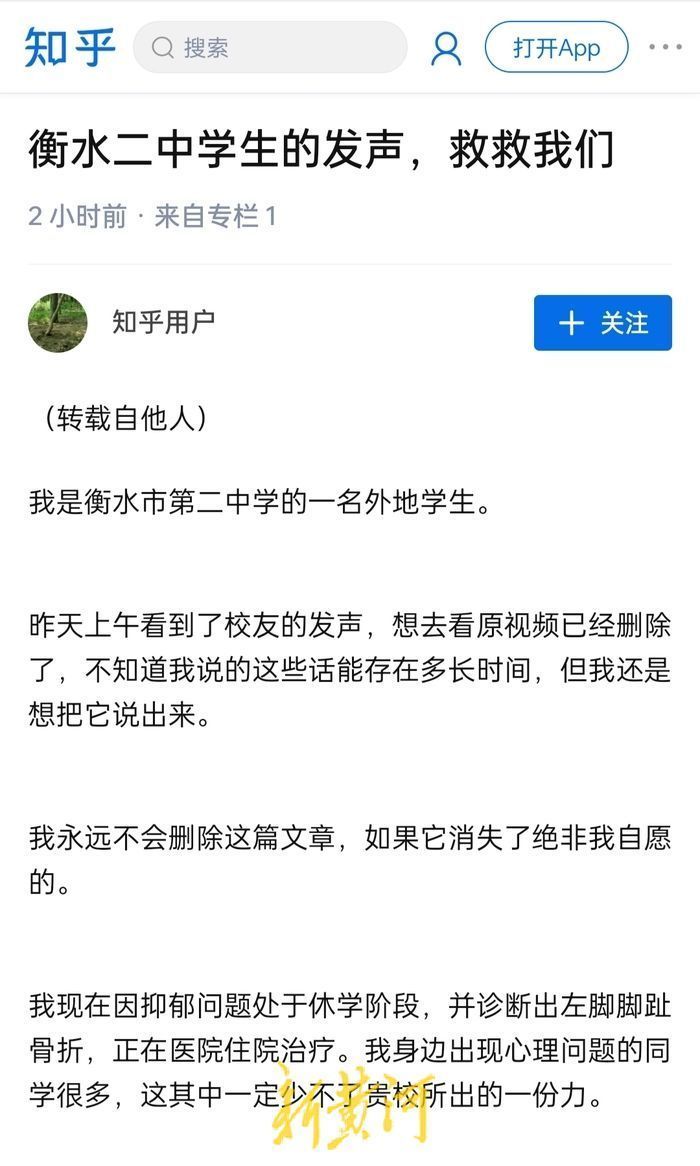 知乎
搜索
打开App
衡水二中学生的发声，救救我们
2 小时前 · 来自专栏 1
知乎用户
+ 关注
（转载自他人）
我是衡水市第二中学的一名外地学生。
昨天上午看到了校友的发声，想去看原视频已经删除
了，不知道我说的这些话能存在多长时间，但我还是
想把它说出来。
我永远不会删除这篇文章，如果它消失了绝非我自愿
的。
我现在因抑郁问题处于休学阶段，并诊断出左脚脚趾
骨折，正在医院住院治疗。我身边出现心理问题的同
学很多，这其中一定少不了贵校所出的一份力。
新黄河